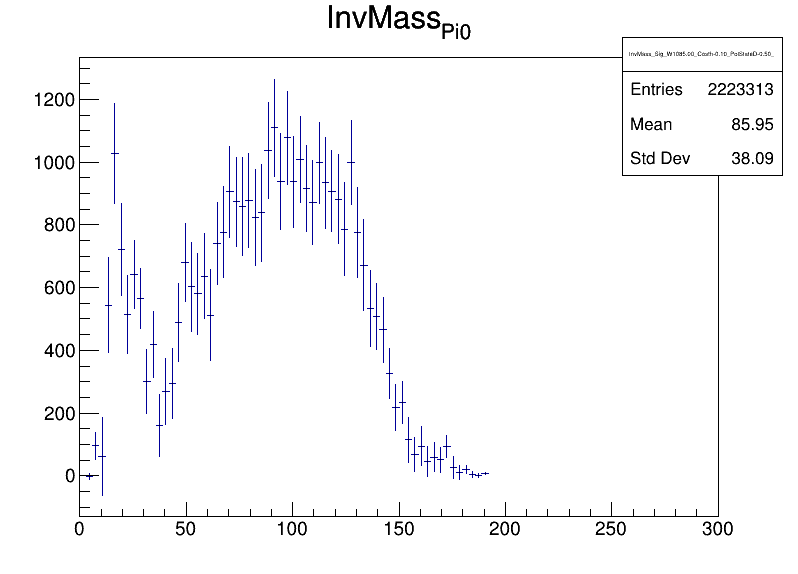 InvMass_Pi0
InvMass_Sig_W1085.00_Costh-0.10_PolStateD-0.50_
Entries 2223313
Mean 85.95
Std Dev 38.09
1200
1000
800
600
400
200
0
0 50 100 150 200 250 300